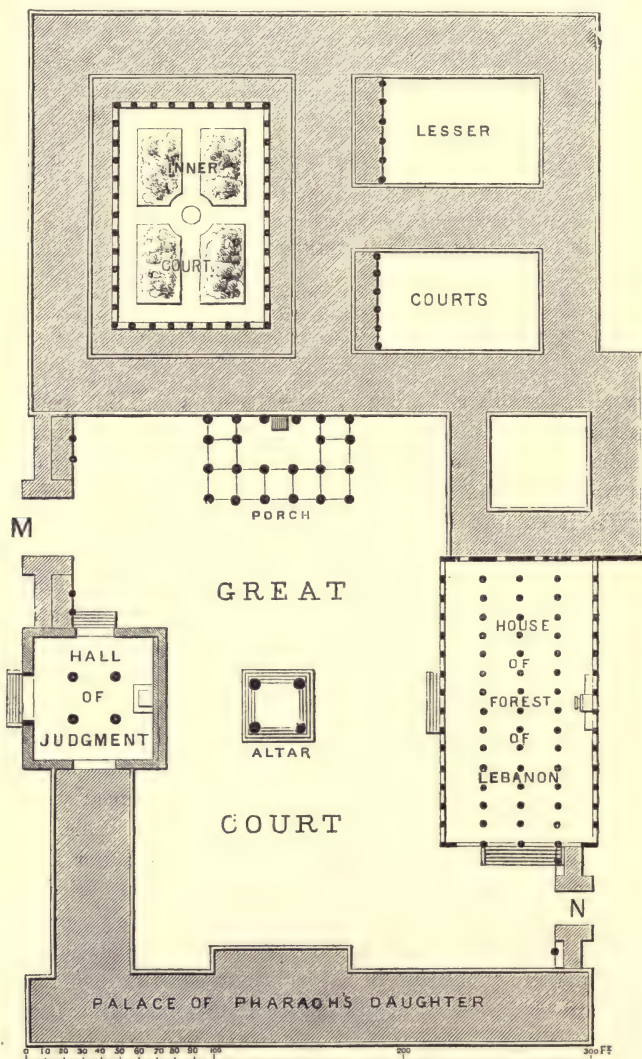 LESSER
INNER
COURT
COURTS
PORCH
M
GREAT
HALL
OF
JUDGMENT
HOUSE
OF
FOREST
OF
LEBANON
ALTAR
COURT
N
PALACE OF PHARAOH'S DAUGHTER
0 10 20 30 40 50 60 70 80 90 100 200 300 FT